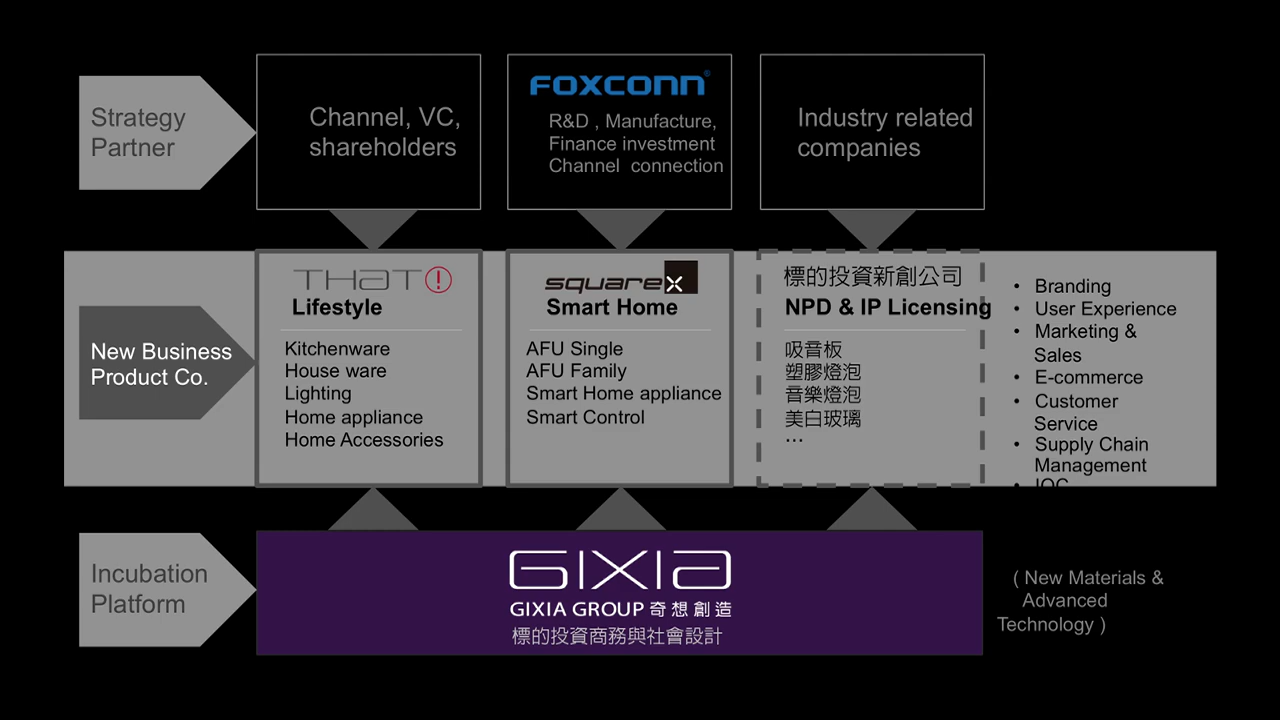 Strategy
Partner
Channel, VC,
shareholders
FOXCONN®
R&D , Manufacture,
Finance investment
Channel connection
Industry related
companies
New Business
Product Co.
THAT!
Lifestyle
Kitchenware
House ware
Lighting
Home appliance
Home Accessories
squareX
Smart Home
AFU Single
AFU Family
Smart Home appliance
Smart Control
標的投資新創公司
NPD & IP Licensing
吸音板
塑膠燈泡
音樂燈泡
美白玻璃
…
• Branding
• User Experience
• Marketing &
Sales
• E-commerce
• Customer
Service
• Supply Chain
Management
Incubation
Platform
GIXIA
GIXIA GROUP 奇想創造
標的投資商務與社會設計
( New Materials &
Advanced
Technology )